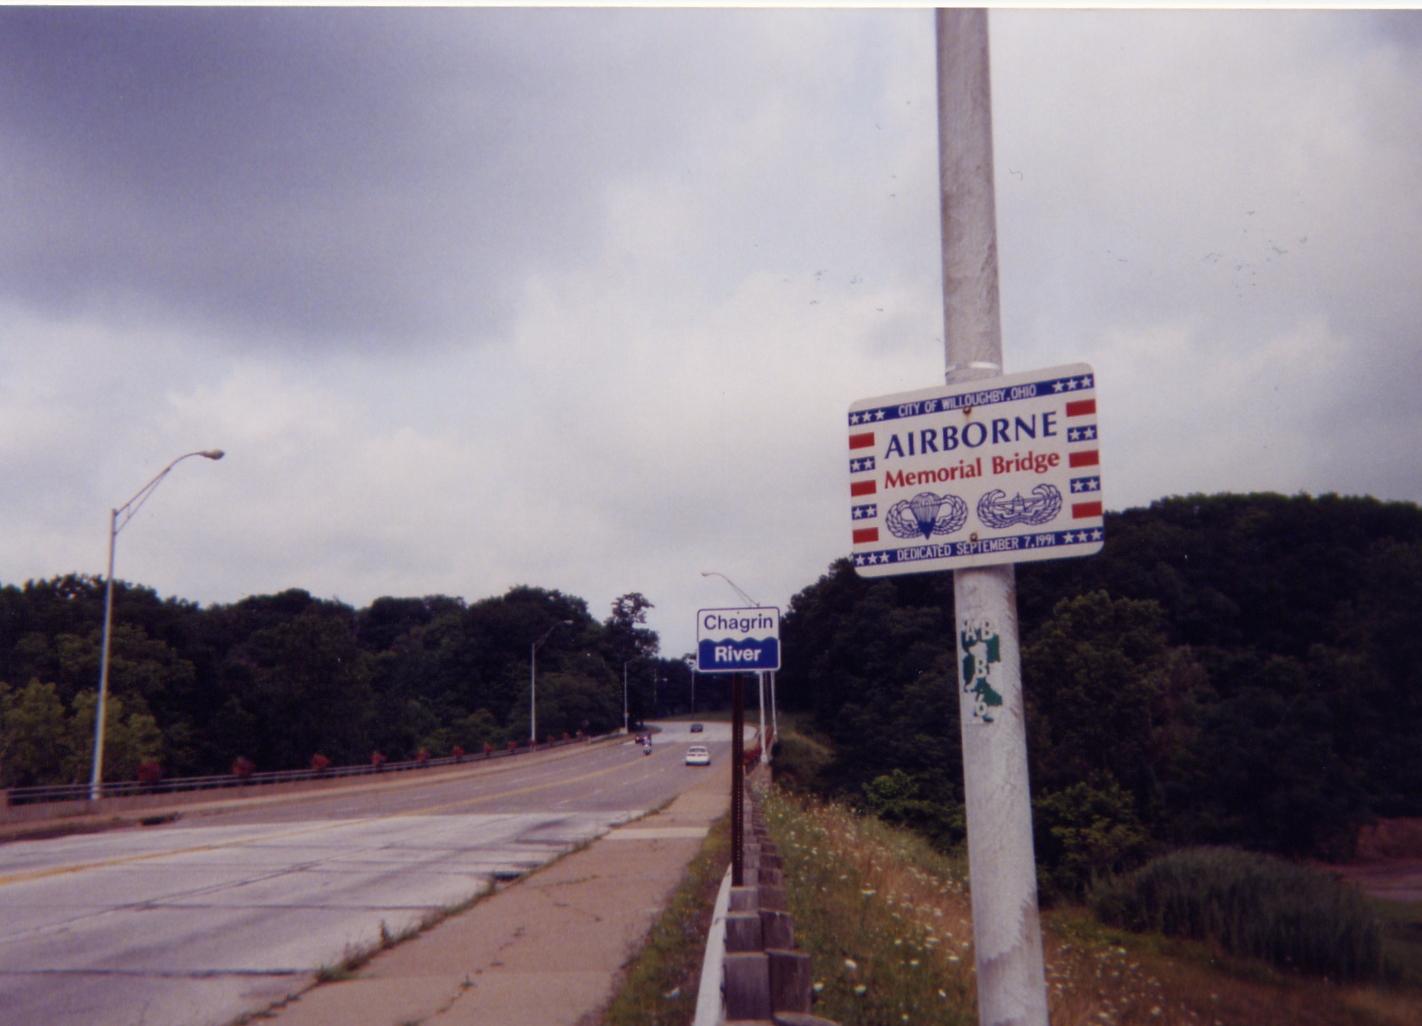 CITY OF WILLOUGHBY, OHIO
AIRBORNE
Memorial Bridge
DEDICATED SEPTEMBER 7, 1991
Chagrin
River